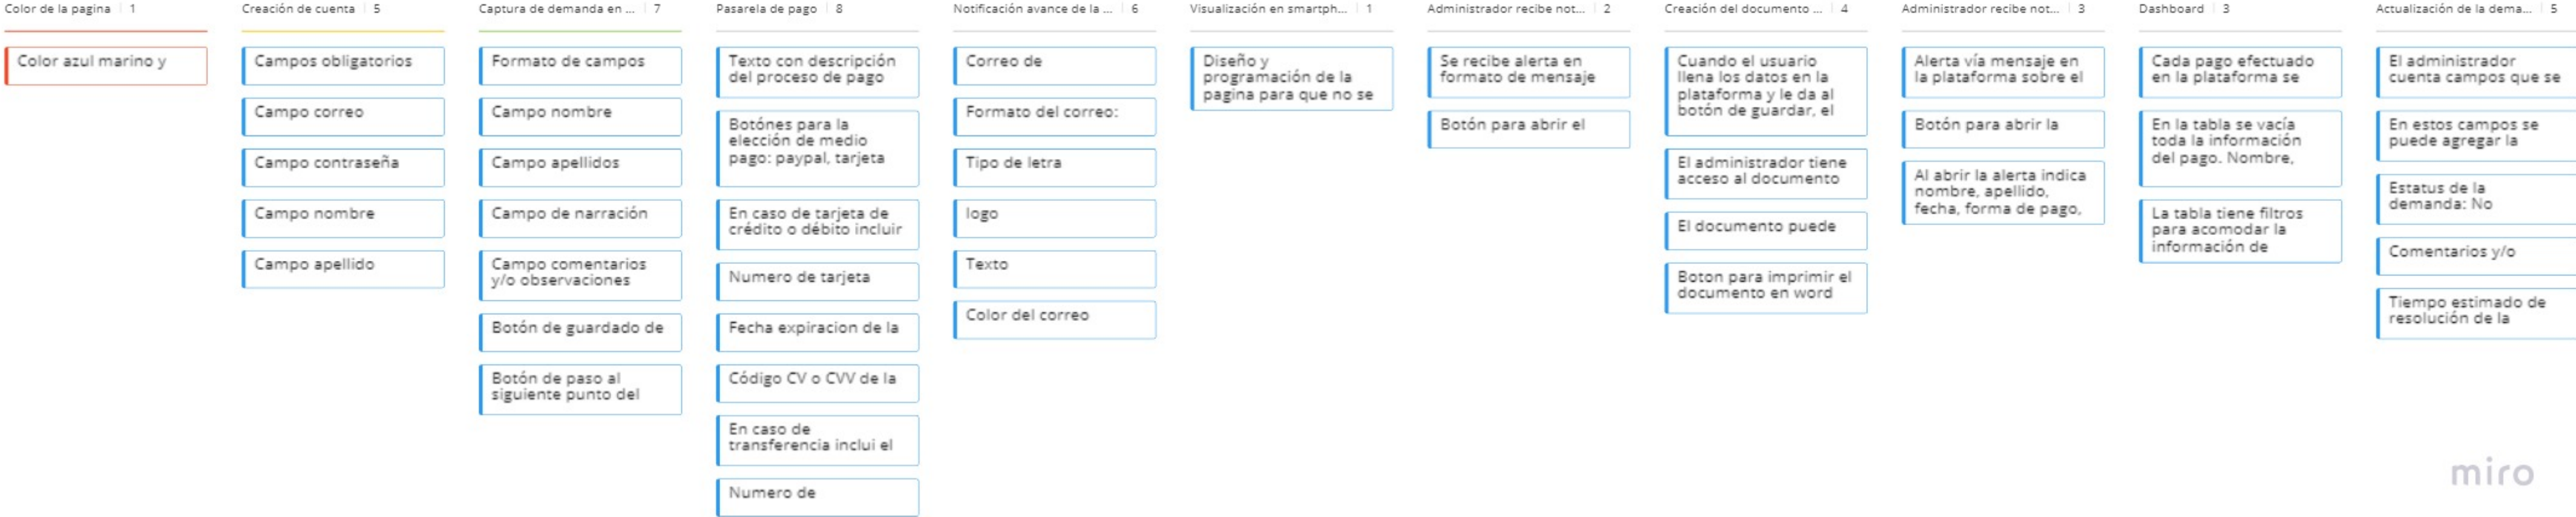 Color de la pagina 1
Color azul marino y
Creación de cuenta 5
Campos obligatorios
Campo correo
Campo contraseña
Campo nombre
Campo apellido
Captura de demanda en ... 7
Formato de campos
Campo nombre
Campo apellidos
Campo de narración
Campo comentarios
y/o observaciones
Botón de guardado de
Botón de paso al
siguiente punto del
Pasarela de pago 8
Texto con descripción
del proceso de pago
Botónes para la
elección de medio
pago: paypal, tarjeta
En caso de tarjeta de
crédito o débito incluir
Numero de tarjeta
Fecha expiracion de la
Código CV o CVV de la
En caso de
transferencia inclui el
Numero de
Notificación avance de la ... 6
Correo de
Formato del correo:
Tipo de letra
logo
Texto
Color del correo
Visualización en smartph... 1
Diseño y
programación de la
pagina para que no se
Administrador recibe not... 2
Se recibe alerta en
formato de mensaje
Botón para abrir el
Creación del documento ... 4
Cuando el usuario
llena los datos en la
plataforma y le da al
botón de guardar, el
El administrador tiene
acceso al documento
El documento puede
Boton para imprimir el
documento en word
Administrador recibe not... 3
Alerta vía mensaje en
la plataforma sobre el
Botón para abrir la
Al abrir la alerta indica
nombre, apellido,
fecha, forma de pago,
Dashboard 3
Cada pago efectuado
en la plataforma se
En la tabla se vacía
toda la información
del pago. Nombre,
La tabla tiene filtros
para acomodar la
información de
Actualización de la dema... 5
El administrador
cuenta campos que se
En estos campos se
puede agregar la
Estatus de la
demanda: No
Comentarios y/o
Tiempo estimado de
resolución de la
miro